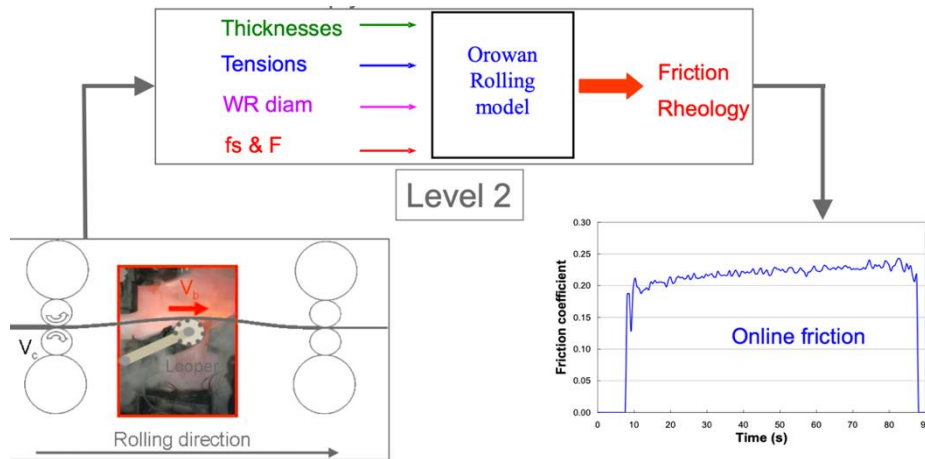 Thicknesses
Tensions
WR diam
fs & F
Orowan
Rolling
model
Friction
Rheology
Level 2
V_b
V_c
Looper
Rolling direction
Friction coefficient
0.30
0.25
0.20
0.15
0.10
0.05
0.00
Online friction
0 10 20 30 40 50 60 70 80 90
Time (s)